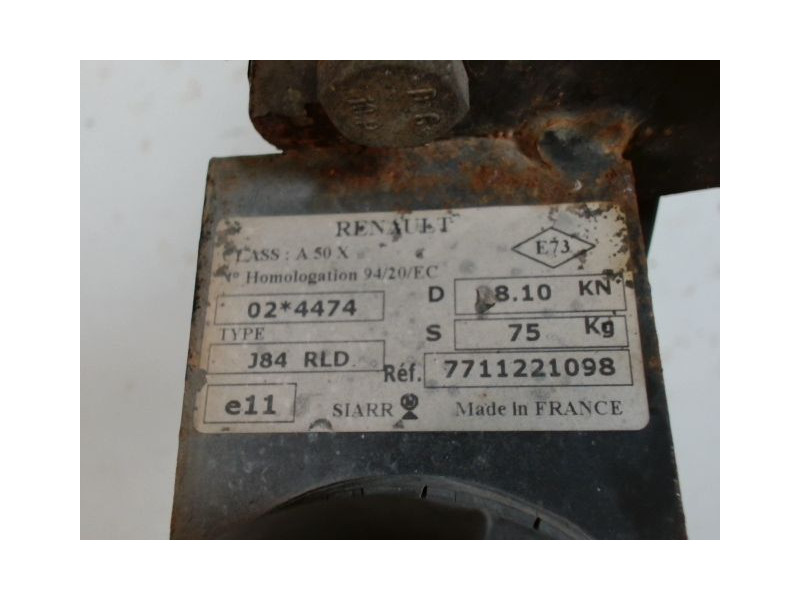 RENAULT
CLASS : A 50 X
E73
N° Homologation 94/20/EC
02*4474
D 8.10 KN
TYPE
S 75 Kg
J84 RLD
Réf. 7711221098
e11
SIARR
Made in FRANCE